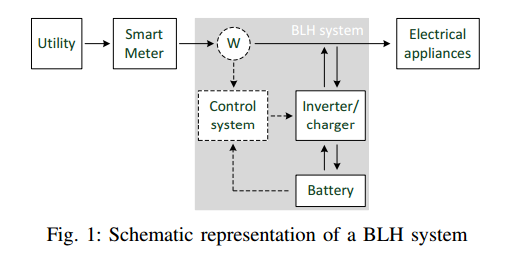 BLH system
Utility
Smart
Meter
W
Electrical
appliances
Control
system
Inverter/
charger
Battery
Fig. 1: Schematic representation of a BLH system